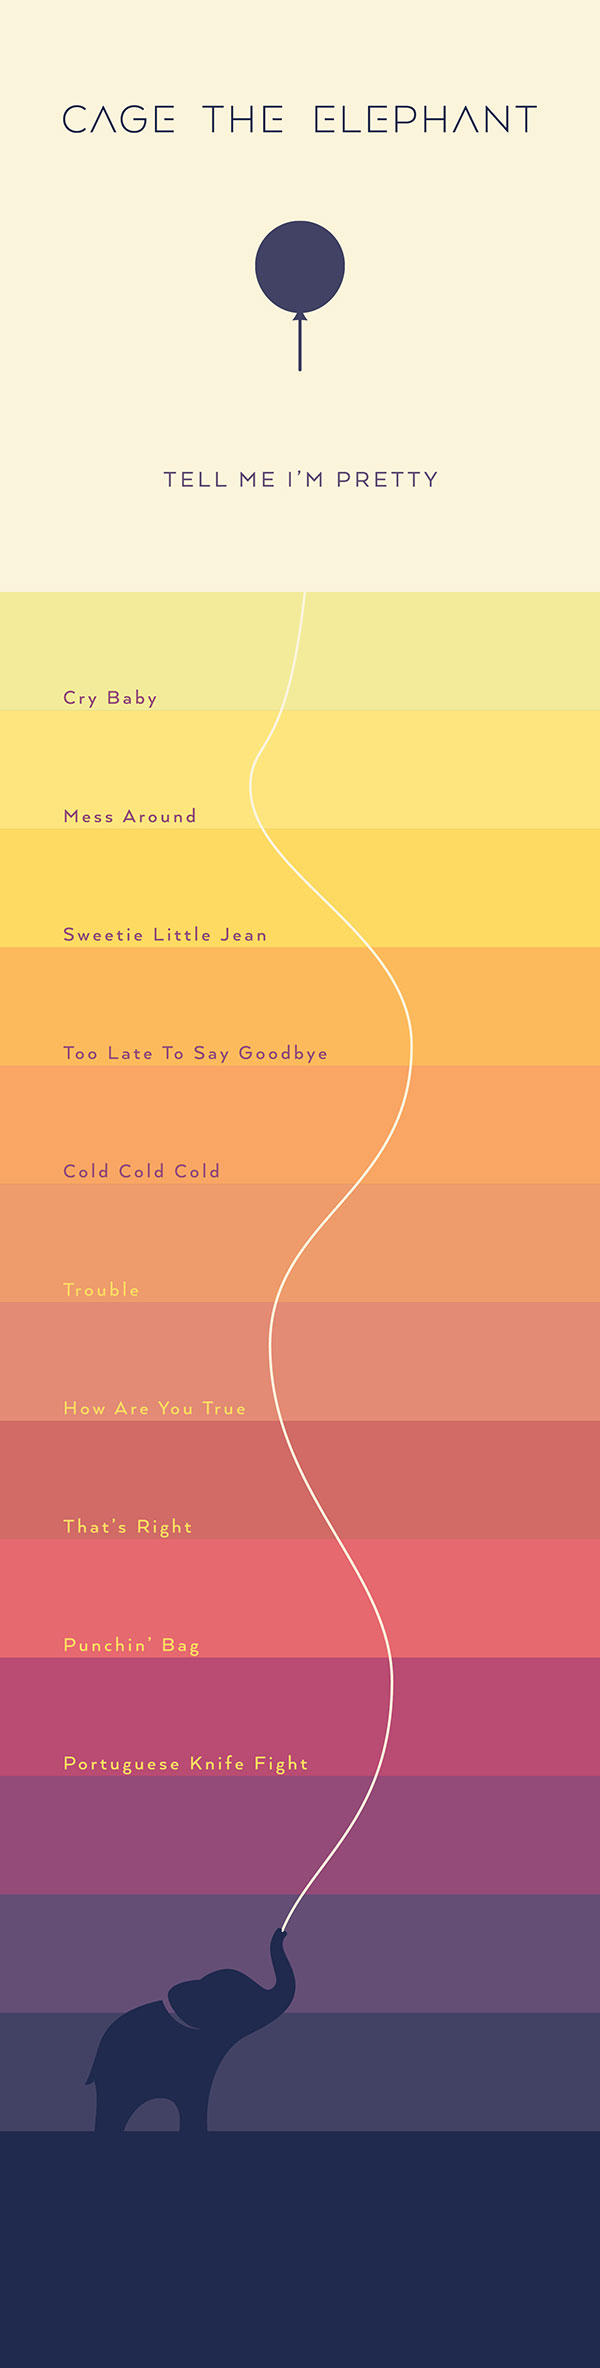 CAGE THE ELEPHANT
TELL ME I'M PRETTY
Cry Baby
Mess Around
Sweetie Little Jean
Too Late To Say Goodbye
Cold Cold Cold
Trouble
How Are You True
That's Right
Punchin' Bag
Portuguese Knife Fight